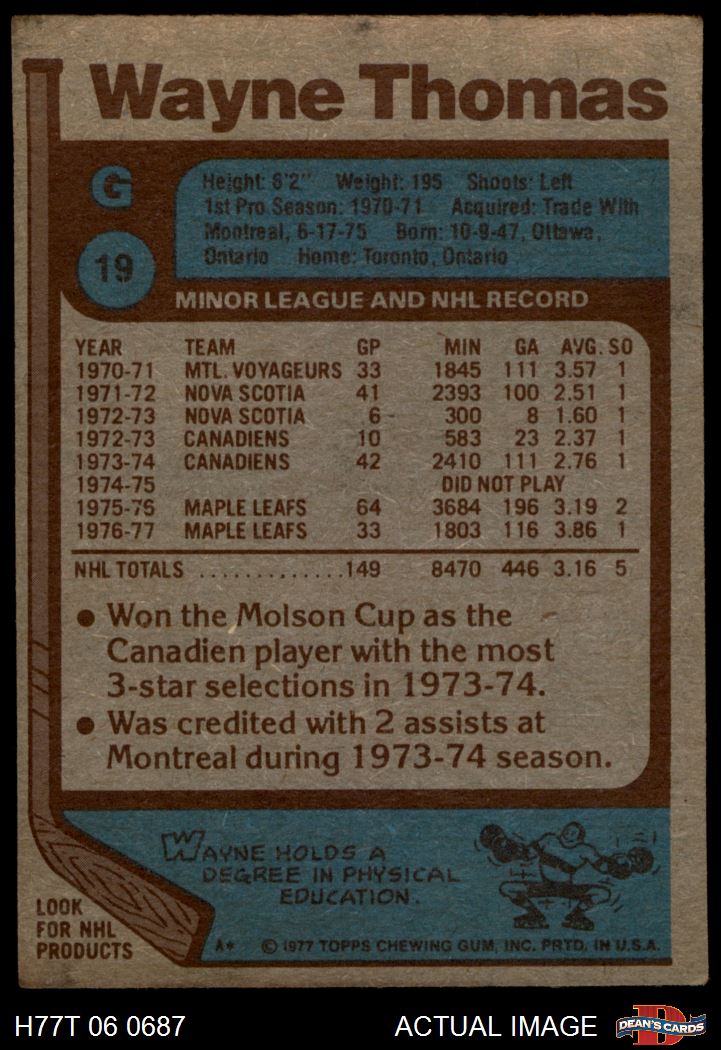 Wayne Thomas
G
19
Height: 6'2" Weight: 195 Shoots: Left
1st Pro Season: 1970-71 Acquired: Trade With
Montreal, 6-17-75 Born: 10-9-47, Ottawa,
Ontario Home: Toronto, Ontario
MINOR LEAGUE AND NHL RECORD
YEAR TEAM GP MIN GA AVG. SO
1970-71 MTL. VOYAGEURS 33 1845 111 3.57 1
1971-72 NOVA SCOTIA 41 2393 100 2.51 1
1972-73 NOVA SCOTIA 6 300 8 1.60 1
1972-73 CANADIENS 10 583 23 2.37 1
1973-74 CANADIENS 42 2410 111 2.76 1
1974-75 DID NOT PLAY
1975-76 MAPLE LEAFS 64 3684 196 3.19 2
1976-77 MAPLE LEAFS 33 1803 116 3.86 1
NHL TOTALS ..............149 8470 446 3.16 5
● Won the Molson Cup as the
Canadien player with the most
3-star selections in 1973-74.
● Was credited with 2 assists at
Montreal during 1973-74 season.
WAYNE HOLDS A
DEGREE IN PHYSICAL
EDUCATION.
LOOK
FOR NHL
PRODUCTS
A* © 1977 TOPPS CHEWING GUM, INC. PRTD. IN U.S.A.
H77T 06 0687 ACTUAL IMAGE
D
DEAN'S CARDS